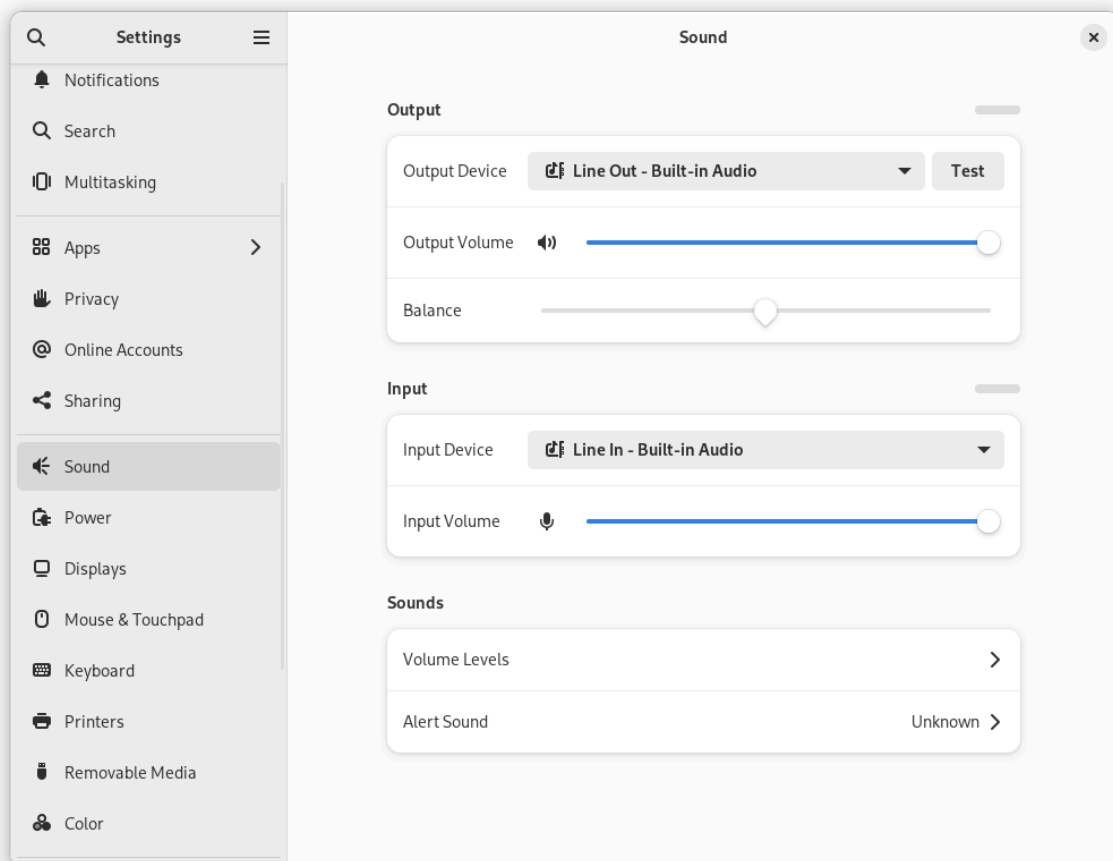 Settings
Notifications
Search
Multitasking
Apps
Privacy
Online Accounts
Sharing
Sound
Power
Displays
Mouse & Touchpad
Keyboard
Printers
Removable Media
Color
Sound
Output
Output Device
Line Out - Built-in Audio
Test
Output Volume
Balance
Input
Input Device
Line In - Built-in Audio
Input Volume
Sounds
Volume Levels
Alert Sound
Unknown